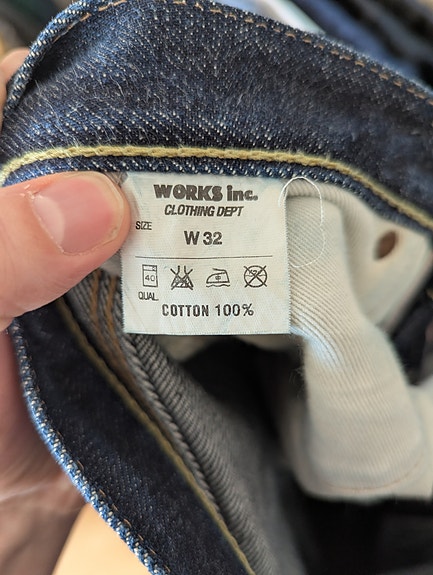 WORKS inc.
CLOTHING DEPT
SIZE
W 32
40
QUAL
COTTON 100%